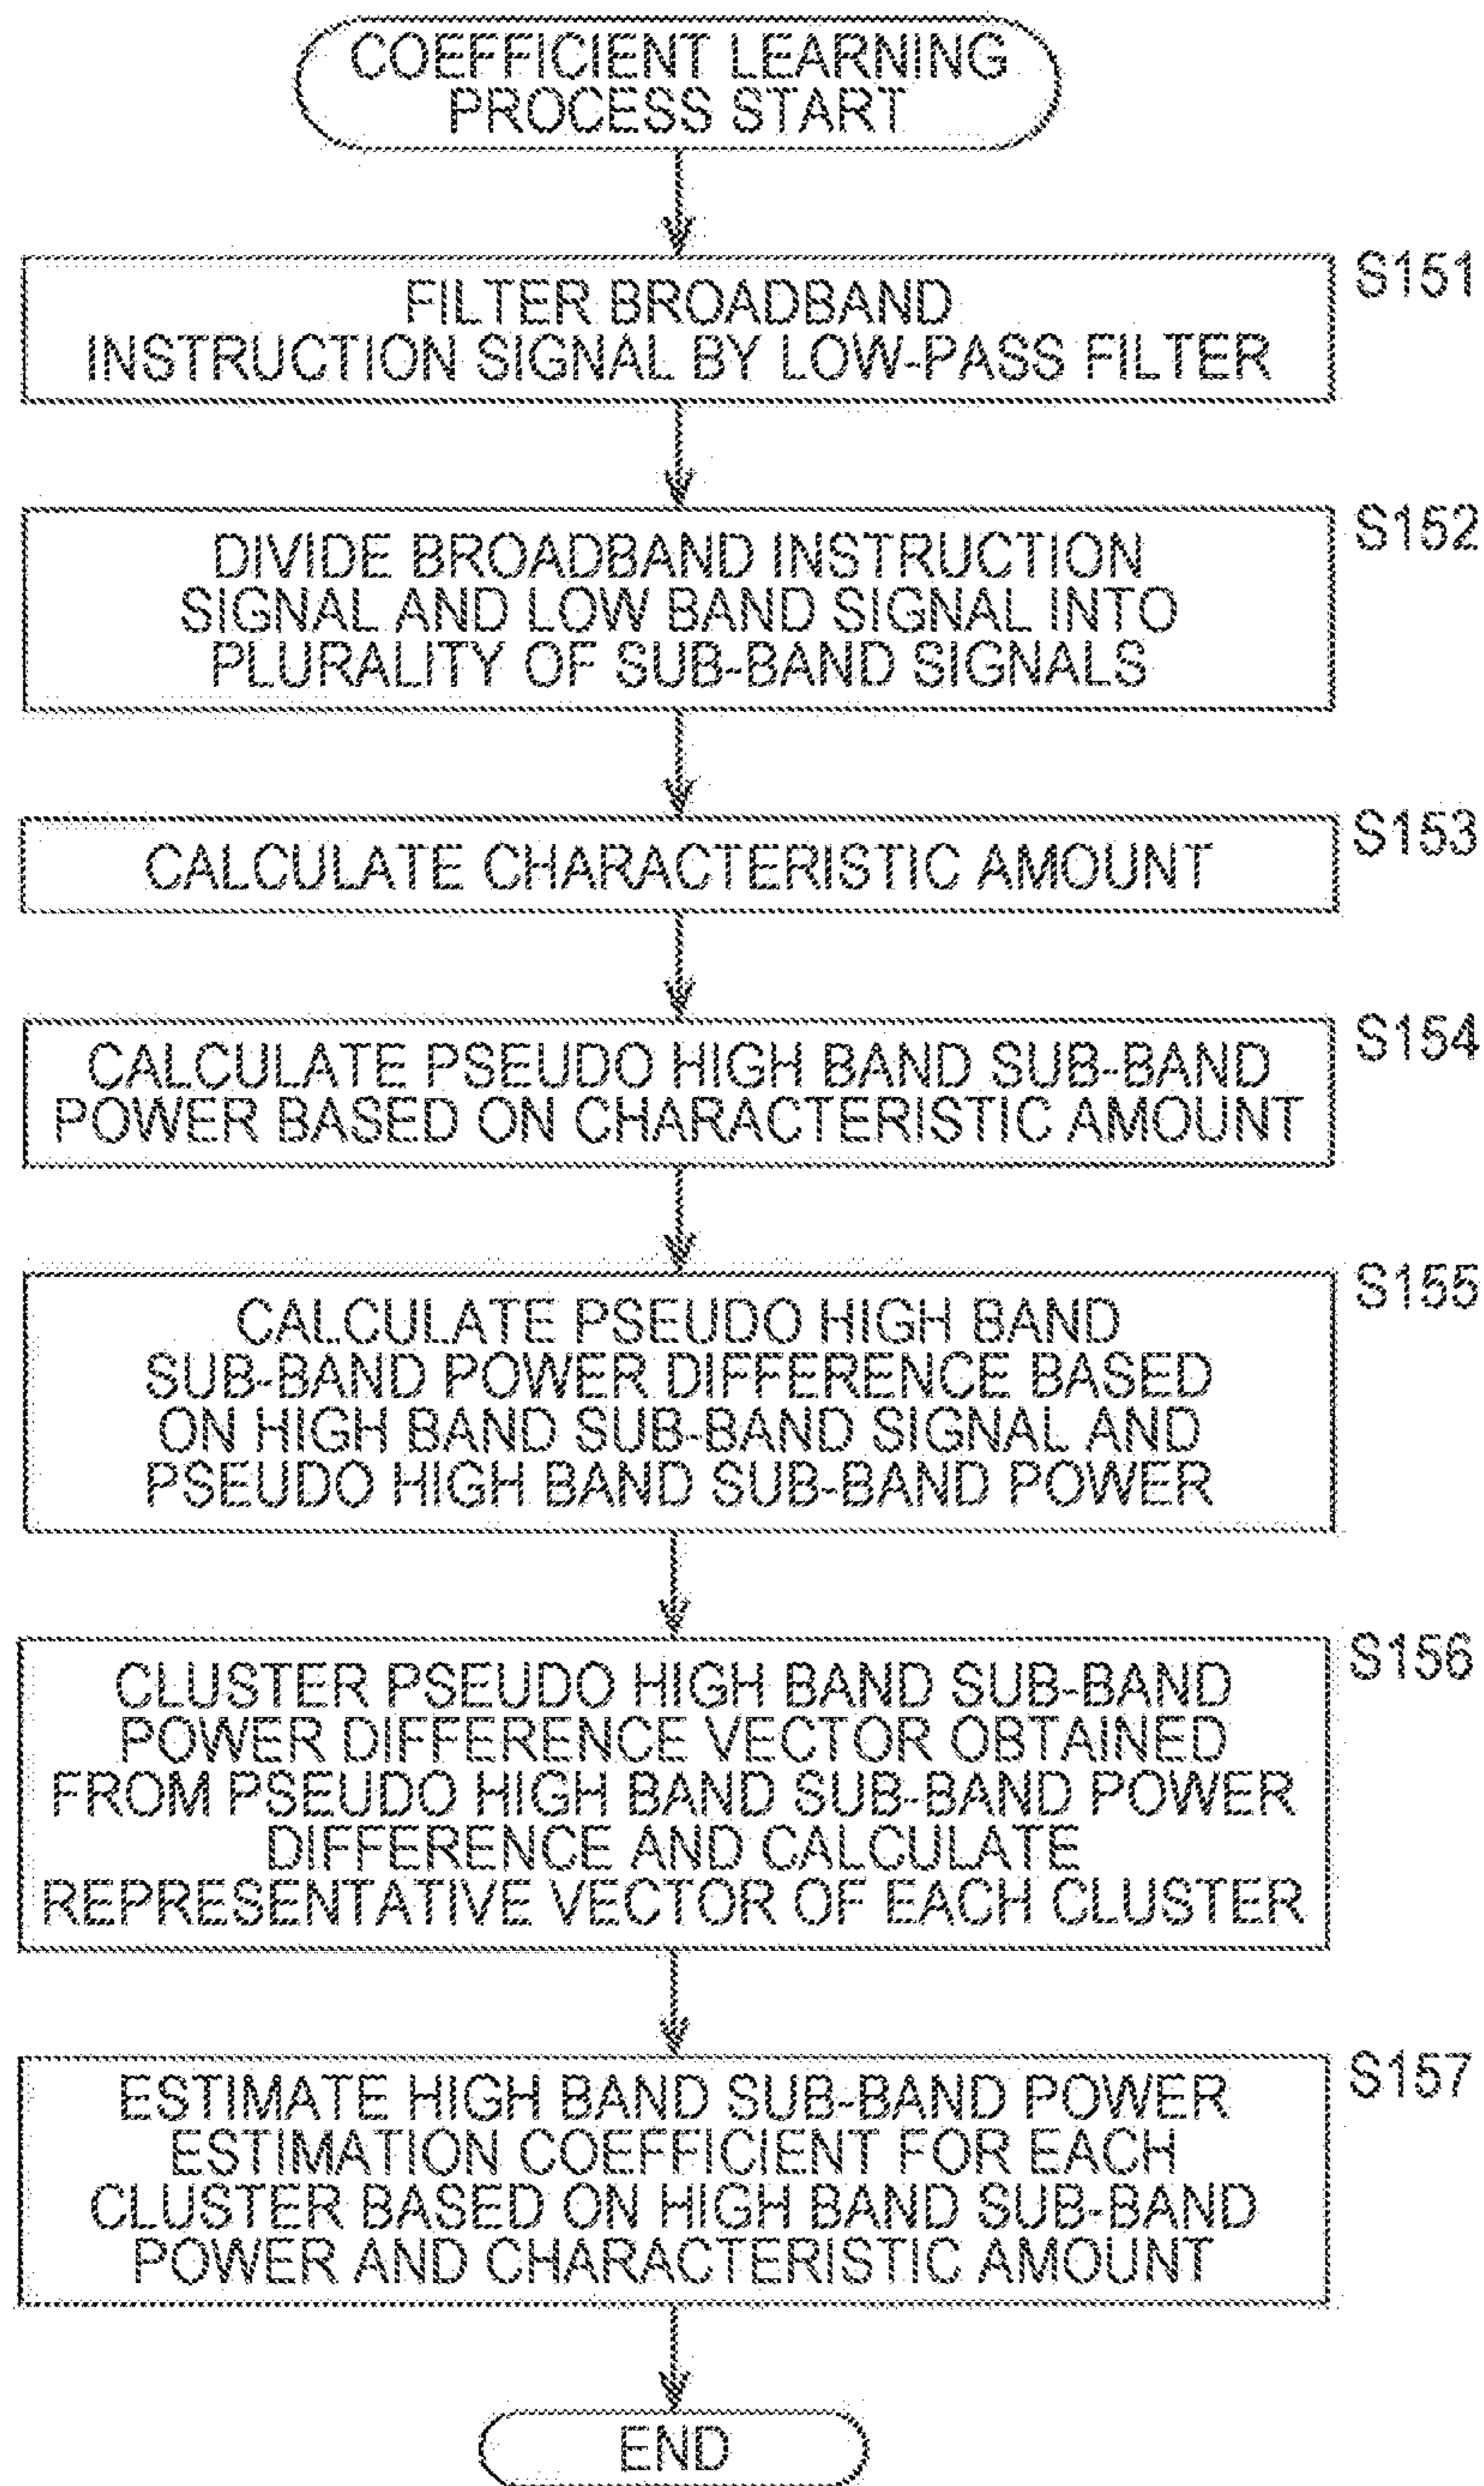 COEFFICIENT LEARNING
PROCESS START
S151
FILTER BROADBAND
INSTRUCTION SIGNAL BY LOW-PASS FILTER
S152
DIVIDE BROADBAND INSTRUCTION
SIGNAL AND LOW BAND SIGNAL INTO
PLURALITY OF SUB-BAND SIGNALS
S153
CALCULATE CHARACTERISTIC AMOUNT
S154
CALCULATE PSEUDO HIGH BAND SUB-BAND
POWER BASED ON CHARACTERISTIC AMOUNT
S155
CALCULATE PSEUDO HIGH BAND
SUB-BAND POWER DIFFERENCE BASED
ON HIGH BAND SUB-BAND SIGNAL AND
PSEUDO HIGH BAND SUB-BAND POWER
S156
CLUSTER PSEUDO HIGH BAND SUB-BAND
POWER DIFFERENCE VECTOR OBTAINED
FROM PSEUDO HIGH BAND SUB-BAND POWER
DIFFERENCE AND CALCULATE
REPRESENTATIVE VECTOR OF EACH CLUSTER
S157
ESTIMATE HIGH BAND SUB-BAND POWER
ESTIMATION COEFFICIENT FOR EACH
CLUSTER BASED ON HIGH BAND SUB-BAND
POWER AND CHARACTERISTIC AMOUNT
END